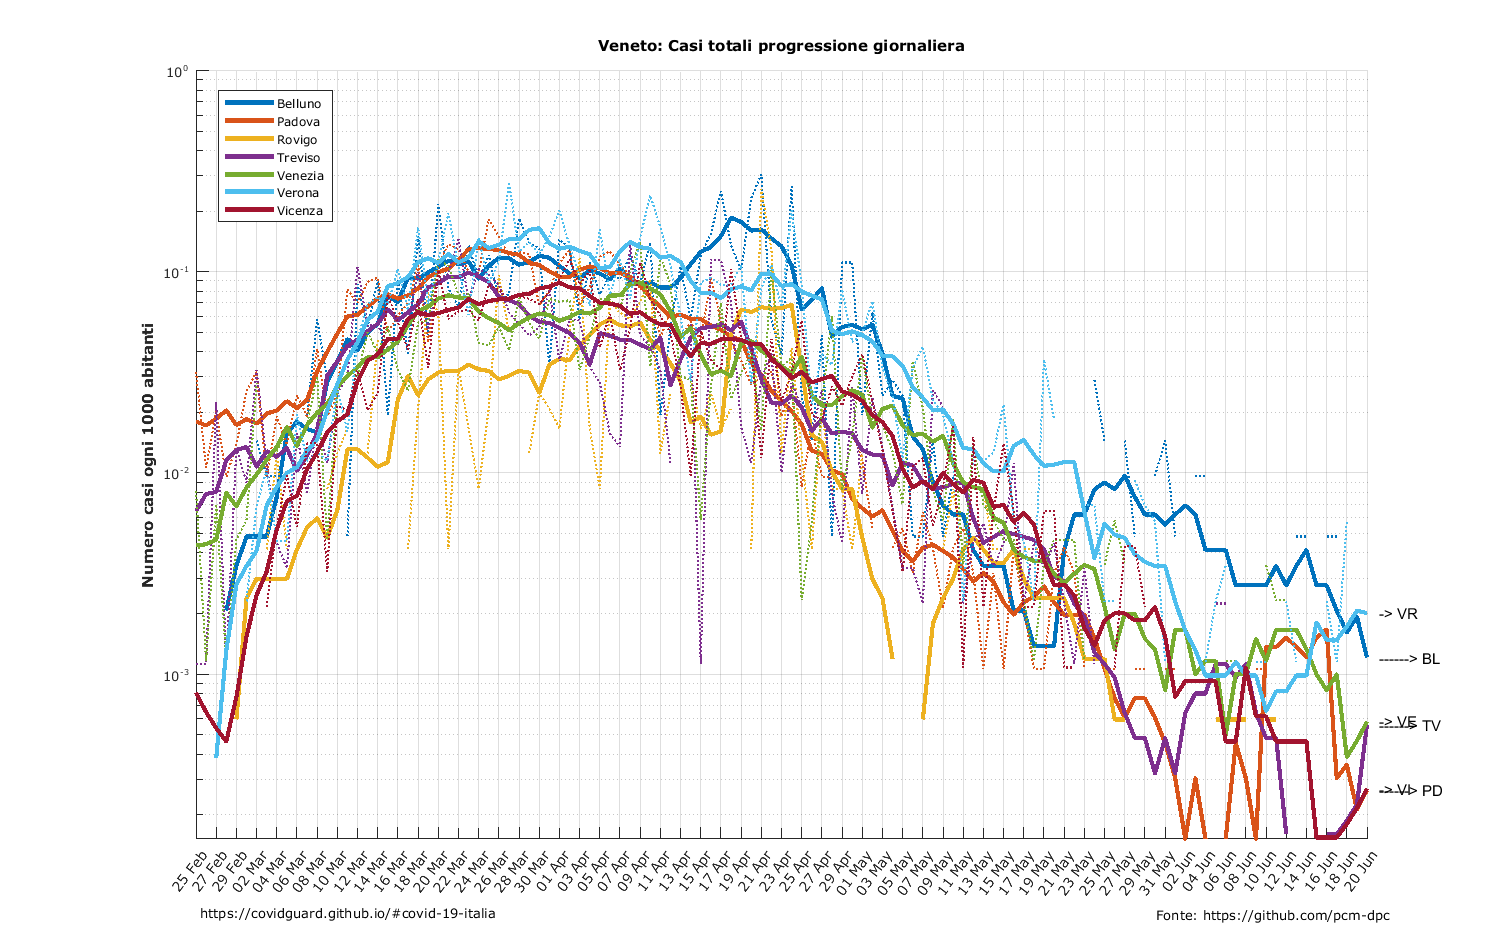 Veneto: Casi totali progressione giornaliera
10⁰
10⁻¹
10⁻²
10⁻³
Numero casi ogni 1000 abitanti
Belluno
Padova
Rovigo
Treviso
Venezia
Verona
Vicenza
-> VR
------> BL
-> VE
------> TV
-> VI
------> PD
25 Feb
27 Feb
29 Feb
02 Mar
04 Mar
06 Mar
08 Mar
10 Mar
12 Mar
14 Mar
16 Mar
18 Mar
20 Mar
22 Mar
24 Mar
26 Mar
28 Mar
30 Mar
01 Apr
03 Apr
05 Apr
07 Apr
09 Apr
11 Apr
13 Apr
15 Apr
17 Apr
19 Apr
21 Apr
23 Apr
25 Apr
27 Apr
29 Apr
01 May
03 May
05 May
07 May
09 May
11 May
13 May
15 May
17 May
19 May
21 May
23 May
25 May
27 May
29 May
31 May
02 Jun
04 Jun
06 Jun
08 Jun
10 Jun
12 Jun
14 Jun
16 Jun
18 Jun
20 Jun
https://covidguard.github.io/#covid-19-italia
Fonte: https://github.com/pcm-dpc